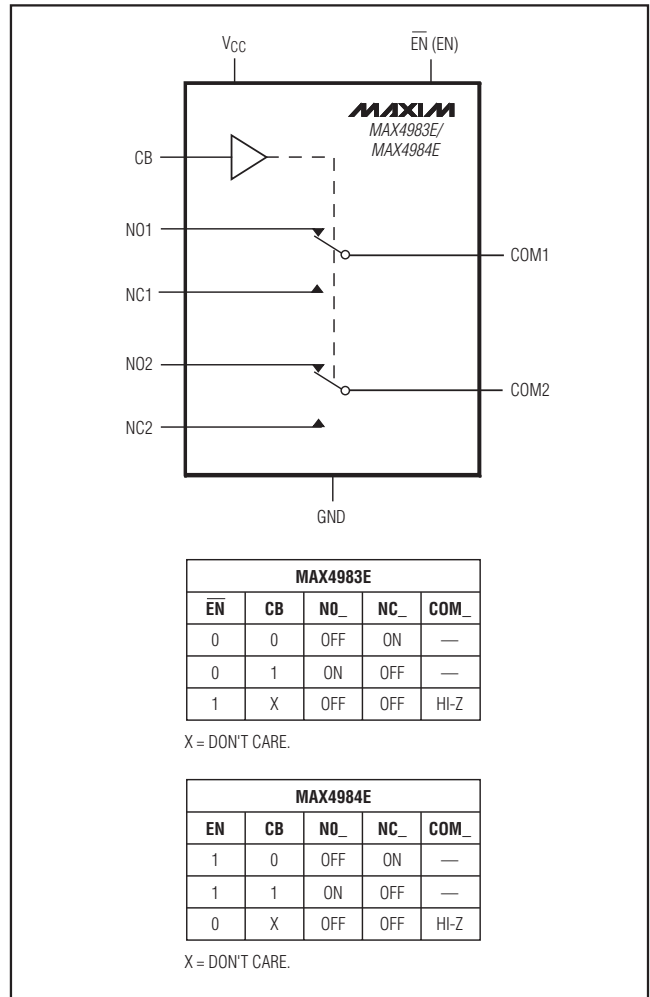 VCC
EN (EN)
MAXIM
MAX4983E/
MAX4984E
CB
NO1
COM1
NC1
NO2
COM2
NC2
GND
MAX4983E
EN CB NO_ NC_ COM_
0 0 OFF ON —
0 1 ON OFF —
1 X OFF OFF HI-Z
X = DON'T CARE.
MAX4984E
EN CB NO_ NC_ COM_
1 0 OFF ON —
1 1 ON OFF —
0 X OFF OFF HI-Z
X = DON'T CARE.